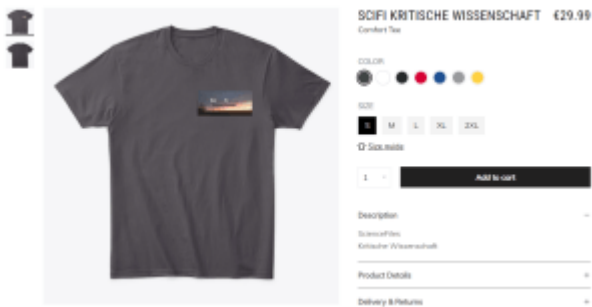 SCIFI KRITISCHE WISSENSCHAFT €29.99
Comfort Tee
COLOR
SIZE
S M L XL 2XL
Size guide
1 Add to cart
Description
ScienceFiles
Kritische Wissenschaft
Product Details
Delivery & Returns